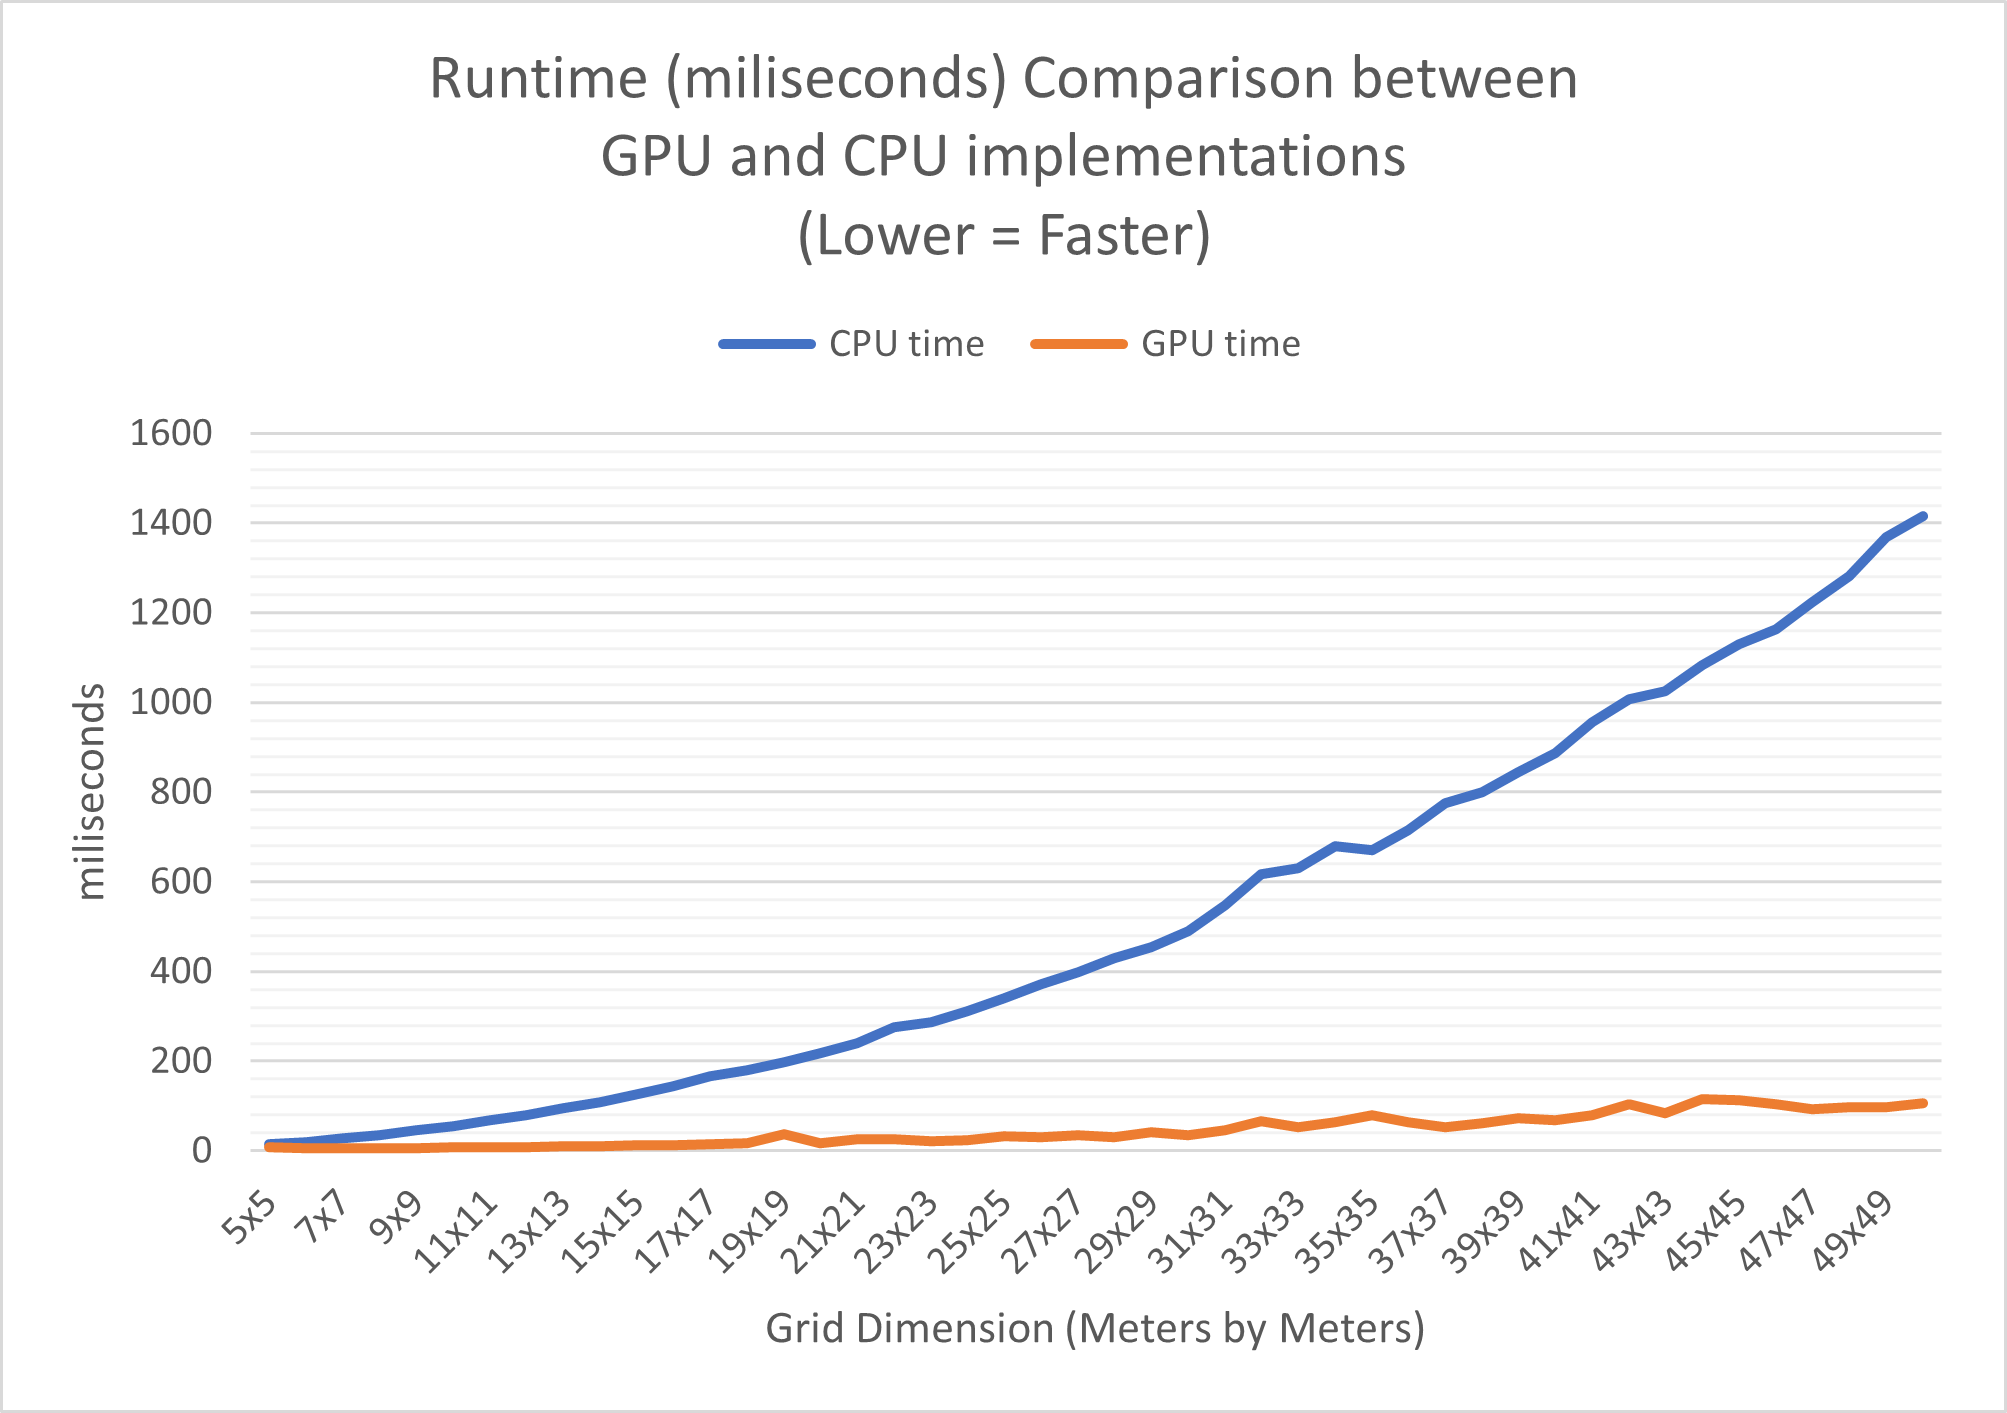 Runtime (miliseconds) Comparison between
GPU and CPU implementations
(Lower = Faster)
CPU time
GPU time
1600
1400
1200
1000
800
600
400
200
0
miliseconds
5x5
7x7
9x9
11x11
13x13
15x15
17x17
19x19
21x21
23x23
25x25
27x27
29x29
31x31
33x33
35x35
37x37
39x39
41x41
43x43
45x45
47x47
49x49
Grid Dimension (Meters by Meters)